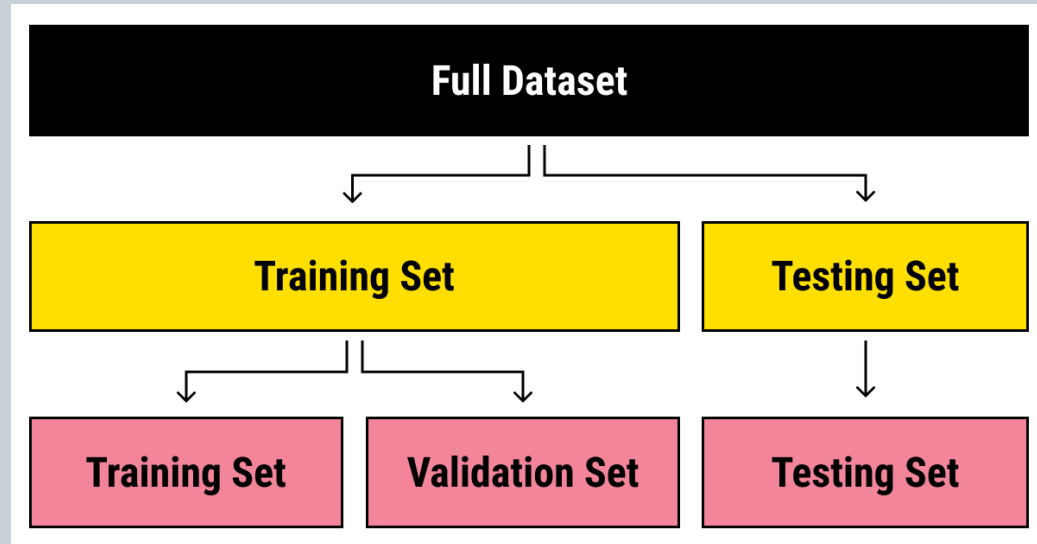 Full Dataset
Training Set
Testing Set
Training Set
Validation Set
Testing Set